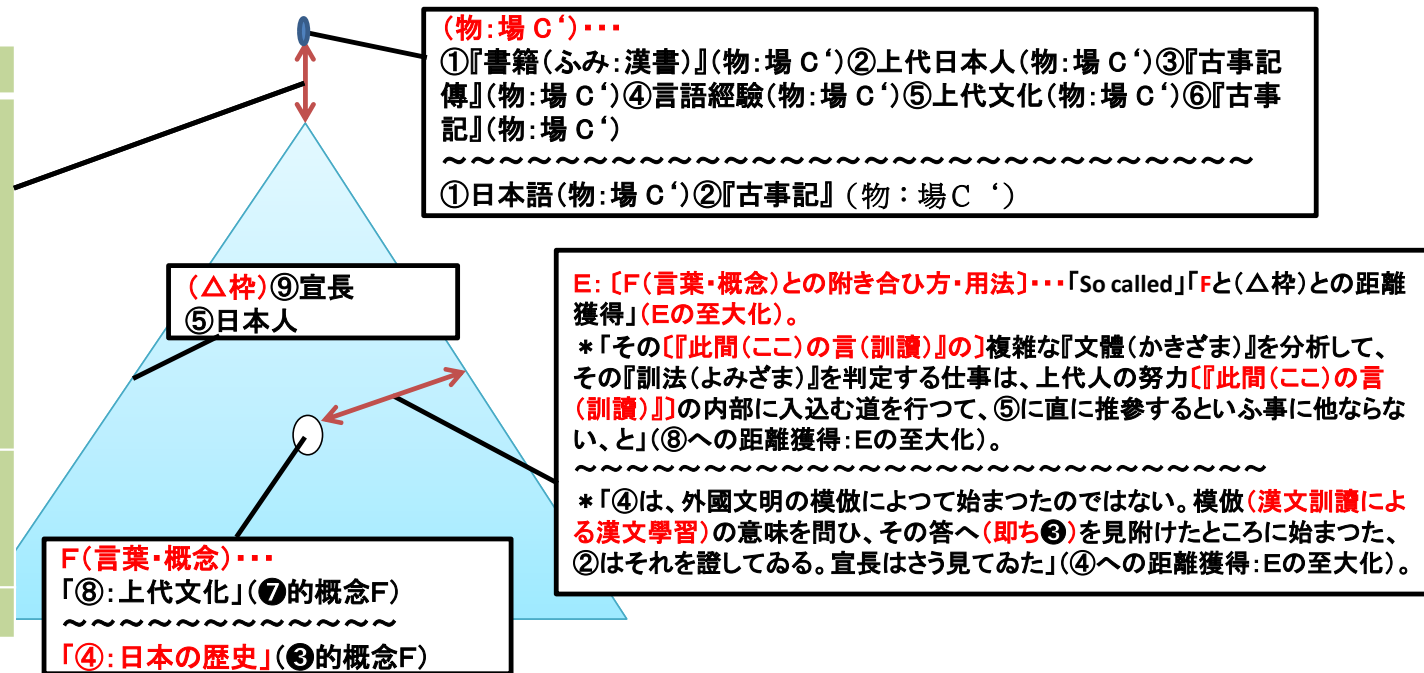 (物:場 C‘)･･･
①『書籍(ふみ:漢書)』(物:場 C‘)②上代日本人(物:場 C‘)③『古事記
傳』(物:場 C‘)④言語經驗(物:場 C‘)⑤上代文化(物:場 C‘)⑥『古事
記』(物:場 C‘)
～～～～～～～～～～～～～～～～～～～～～～～～～～～～～
①日本語(物:場 C‘)②『古事記』(物:場C ‘)
(△枠)⑨宣長
⑤日本人
E:〔F(言葉・概念)との附き合ひ方・用法〕･･･「So called」「Fと(△枠)との距離
獲得」(Eの至大化)。
＊「その〔『此間(ここ)の言(訓讀)』の〕複雑な『文體(かきざま)』を分析して、
その『訓法(よみざま)』を判定する仕事は、上代人の努力〔『此間(ここ)の言
(訓讀)』〕の内部に入込む道を行つて、⑤に直に推參するといふ事に他ならな
い、と」(⑧への距離獲得:Eの至大化)。
～～～～～～～～～～～～～～～～～～～～～～～～～～
＊「④は、外國文明の模倣によつて始まつたのではない。模倣(漢文訓讀によ
る漢文學習)の意味を問ひ、その答へ(即ち❸)を見附けたところに始まつた、
②はそれを證してゐる。宣長はさう見てゐた」(④への距離獲得:Eの至大化)。
F(言葉・概念)･･･
「⑧:上代文化」(❼的概念F)
～～～～～～～～～～～～
「④:日本の歴史」(❸的概念F)